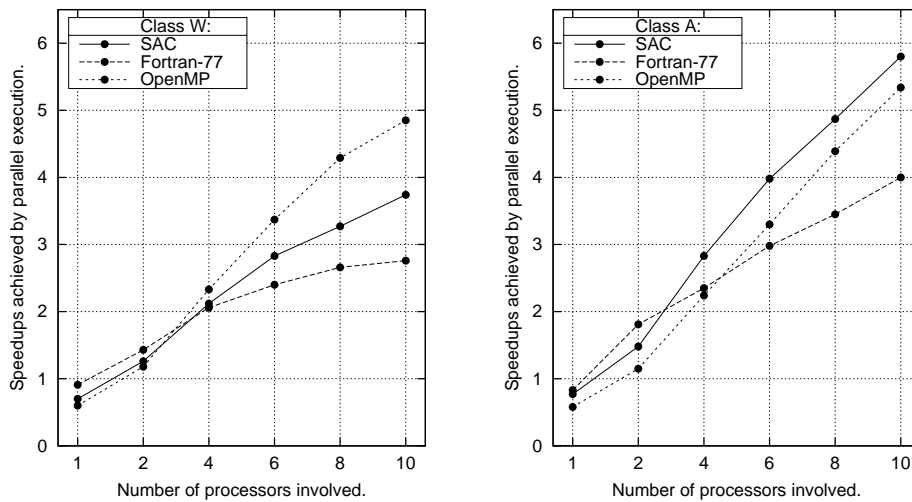 Class W:
SAC
Fortran-77
OpenMP
Speedups achieved by parallel execution.
6
5
4
3
2
1
0
1 2 4 6 8 10
Number of processors involved.
Class A:
SAC
Fortran-77
OpenMP
Speedups achieved by parallel execution.
6
5
4
3
2
1
0
1 2 4 6 8 10
Number of processors involved.